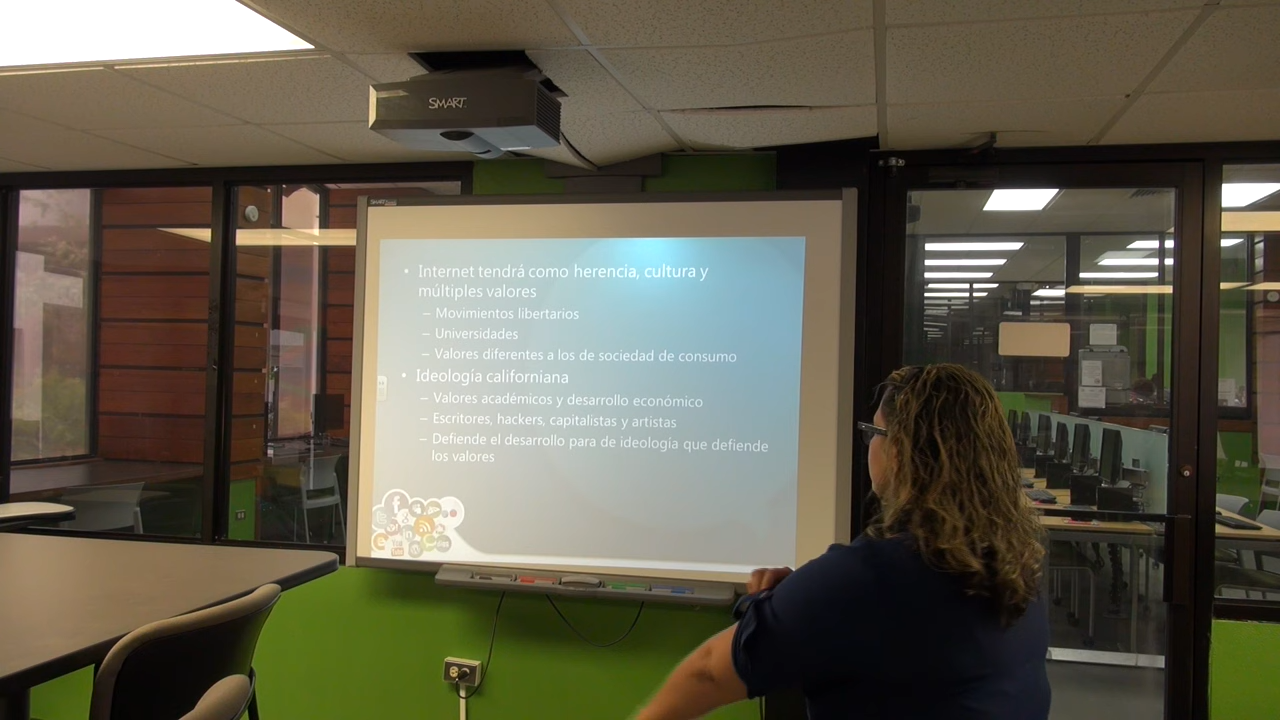 SMART
SMART
• Internet tendrá como herencia, cultura y
múltiples valores
– Movimientos libertarios
– Universidades
– Valores diferentes a los de sociedad de consumo
• Ideología californiana
– Valores académicos y desarrollo económico
– Escritores, hackers, capitalistas y artistas
– Defiende el desarrollo para de ideología que defiende
los valores